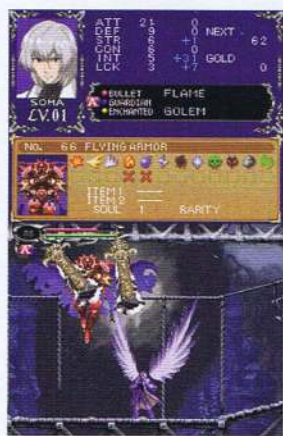 ATT 21 0
DEF 9 0 NEXT
STR 6 +1 62
CON 6 0
INT 5 +31 GOLD
LCK 3 +7 0
SOMA
LV.01
BULLET FLAME
A GUARDIAN
ENCHANTED GOLEM
NO. 66 FLYING ARMOR
ITEM1 ---
ITEM2 ---
SOUL 1 RARITY
A